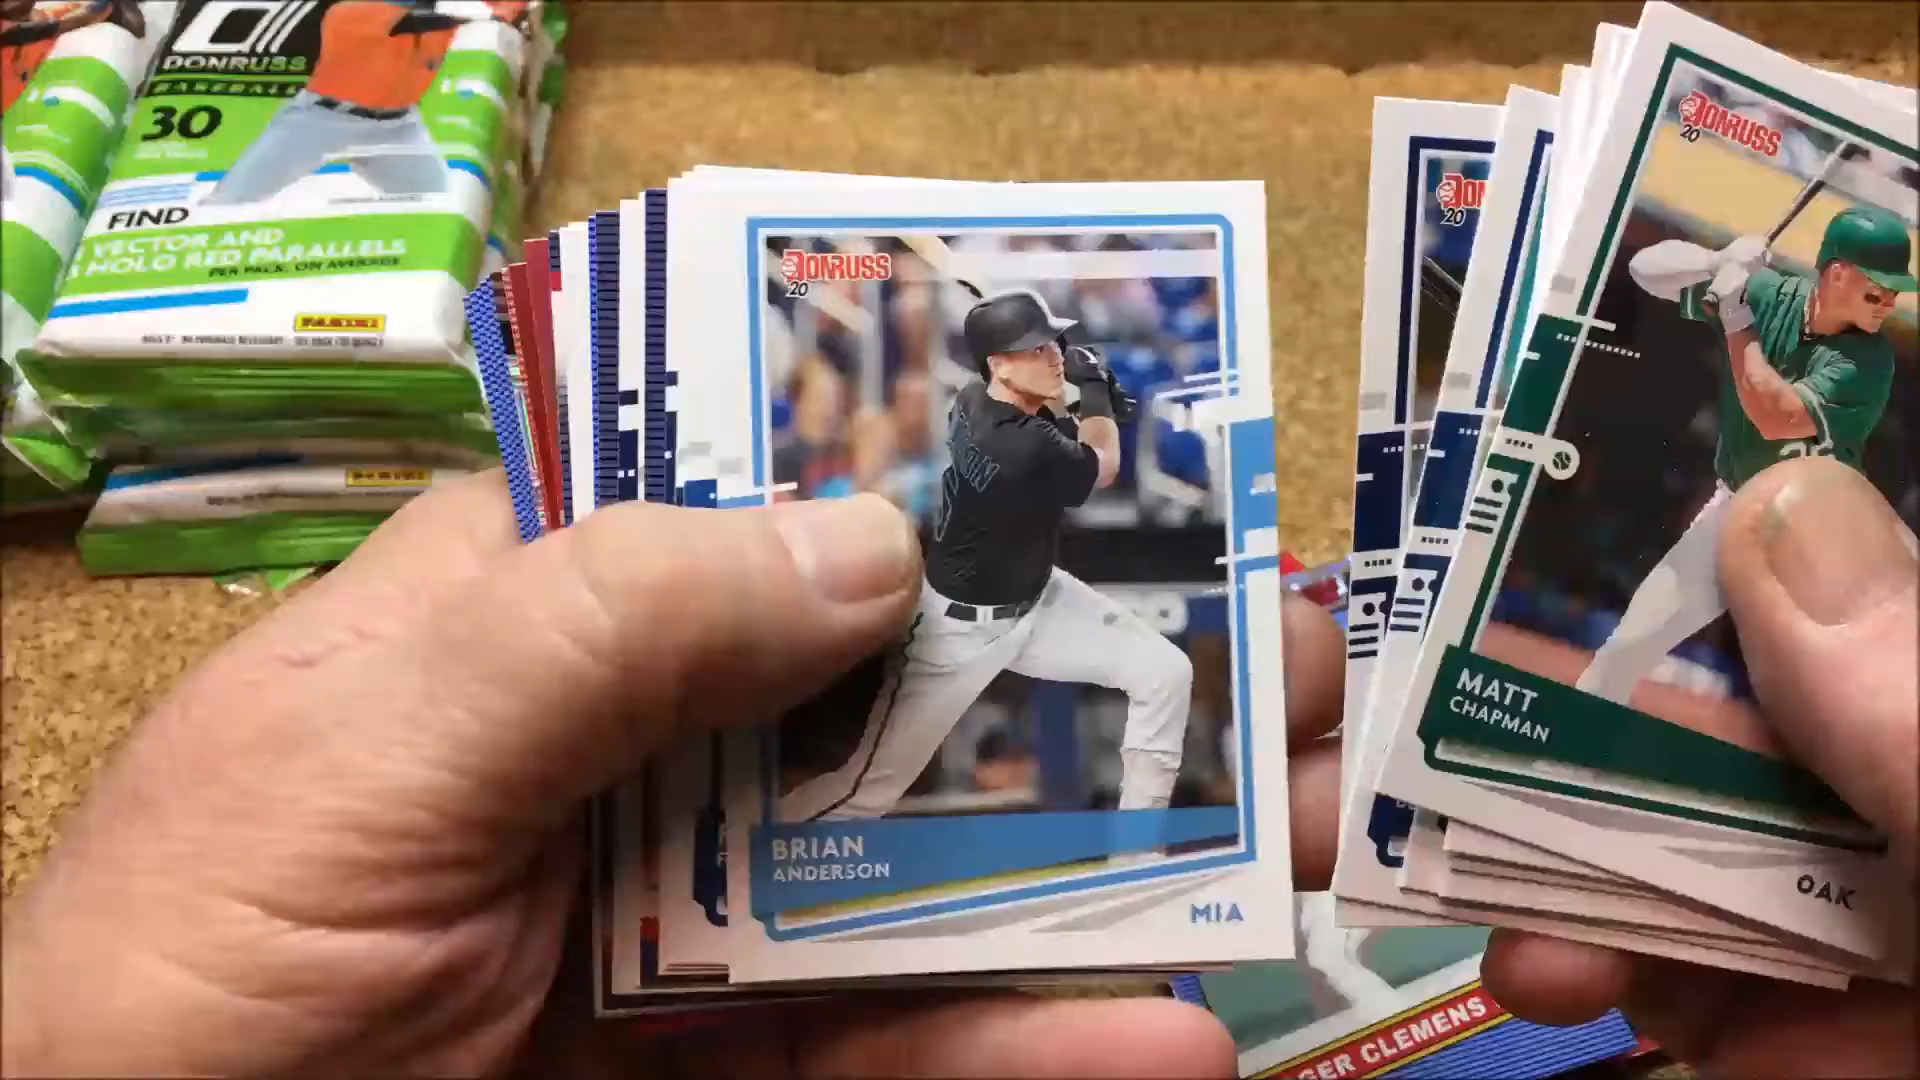 DONRUSS
BASEBALL
30
FIND
VECTOR AND
HOLO RED PARALLELS
PER PACK, ON AVERAGE
PANINI
PANINI
DONRUSS
20
BRIAN
ANDERSON
MIA
DON
20
DONRUSS
20
MATT
CHAPMAN
OAK
GER CLEMENS